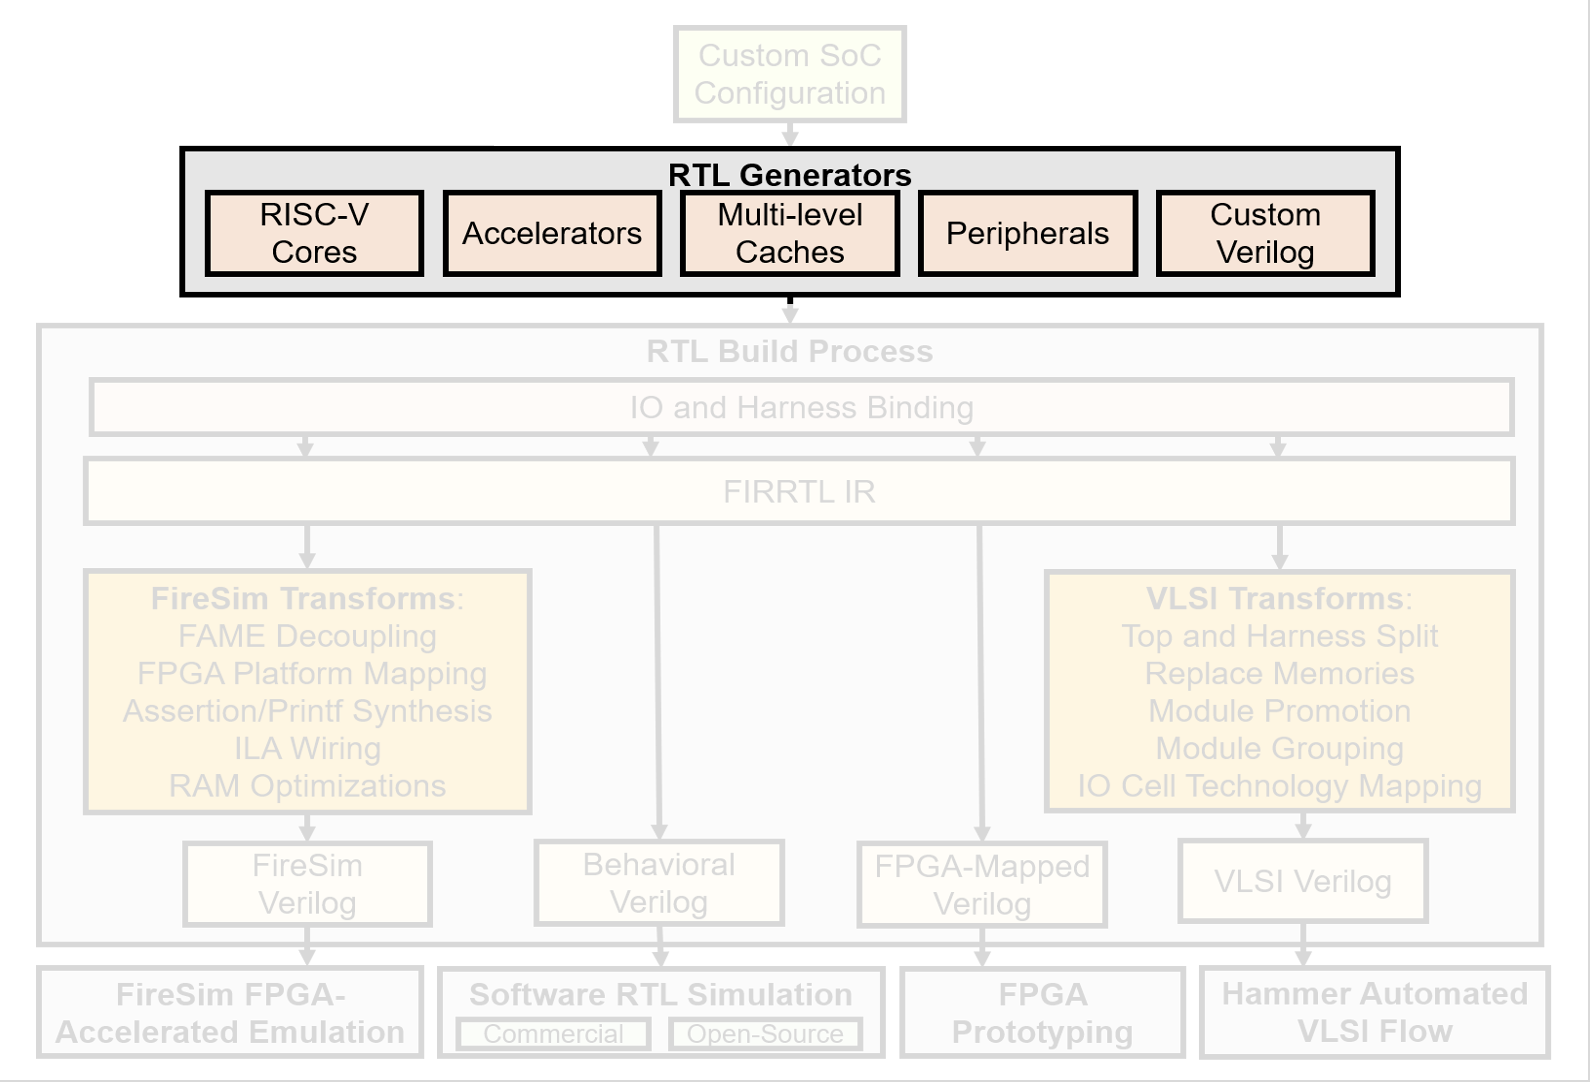 Custom SoC
Configuration
RTL Generators
RISC-V
Cores
Accelerators
Multi-level
Caches
Peripherals
Custom
Verilog
RTL Build Process
IO and Harness Binding
FIRRTL IR
FireSim Transforms:
FAME Decoupling
FPGA Platform Mapping
Assertion/Printf Synthesis
ILA Wiring
RAM Optimizations
VLSI Transforms:
Top and Harness Split
Replace Memories
Module Promotion
Module Grouping
IO Cell Technology Mapping
FireSim
Verilog
Behavioral
Verilog
FPGA-Mapped
Verilog
VLSI Verilog
FireSim FPGA-
Accelerated Emulation
Software RTL Simulation
Commercial
Open-Source
FPGA
Prototyping
Hammer Automated
VLSI Flow